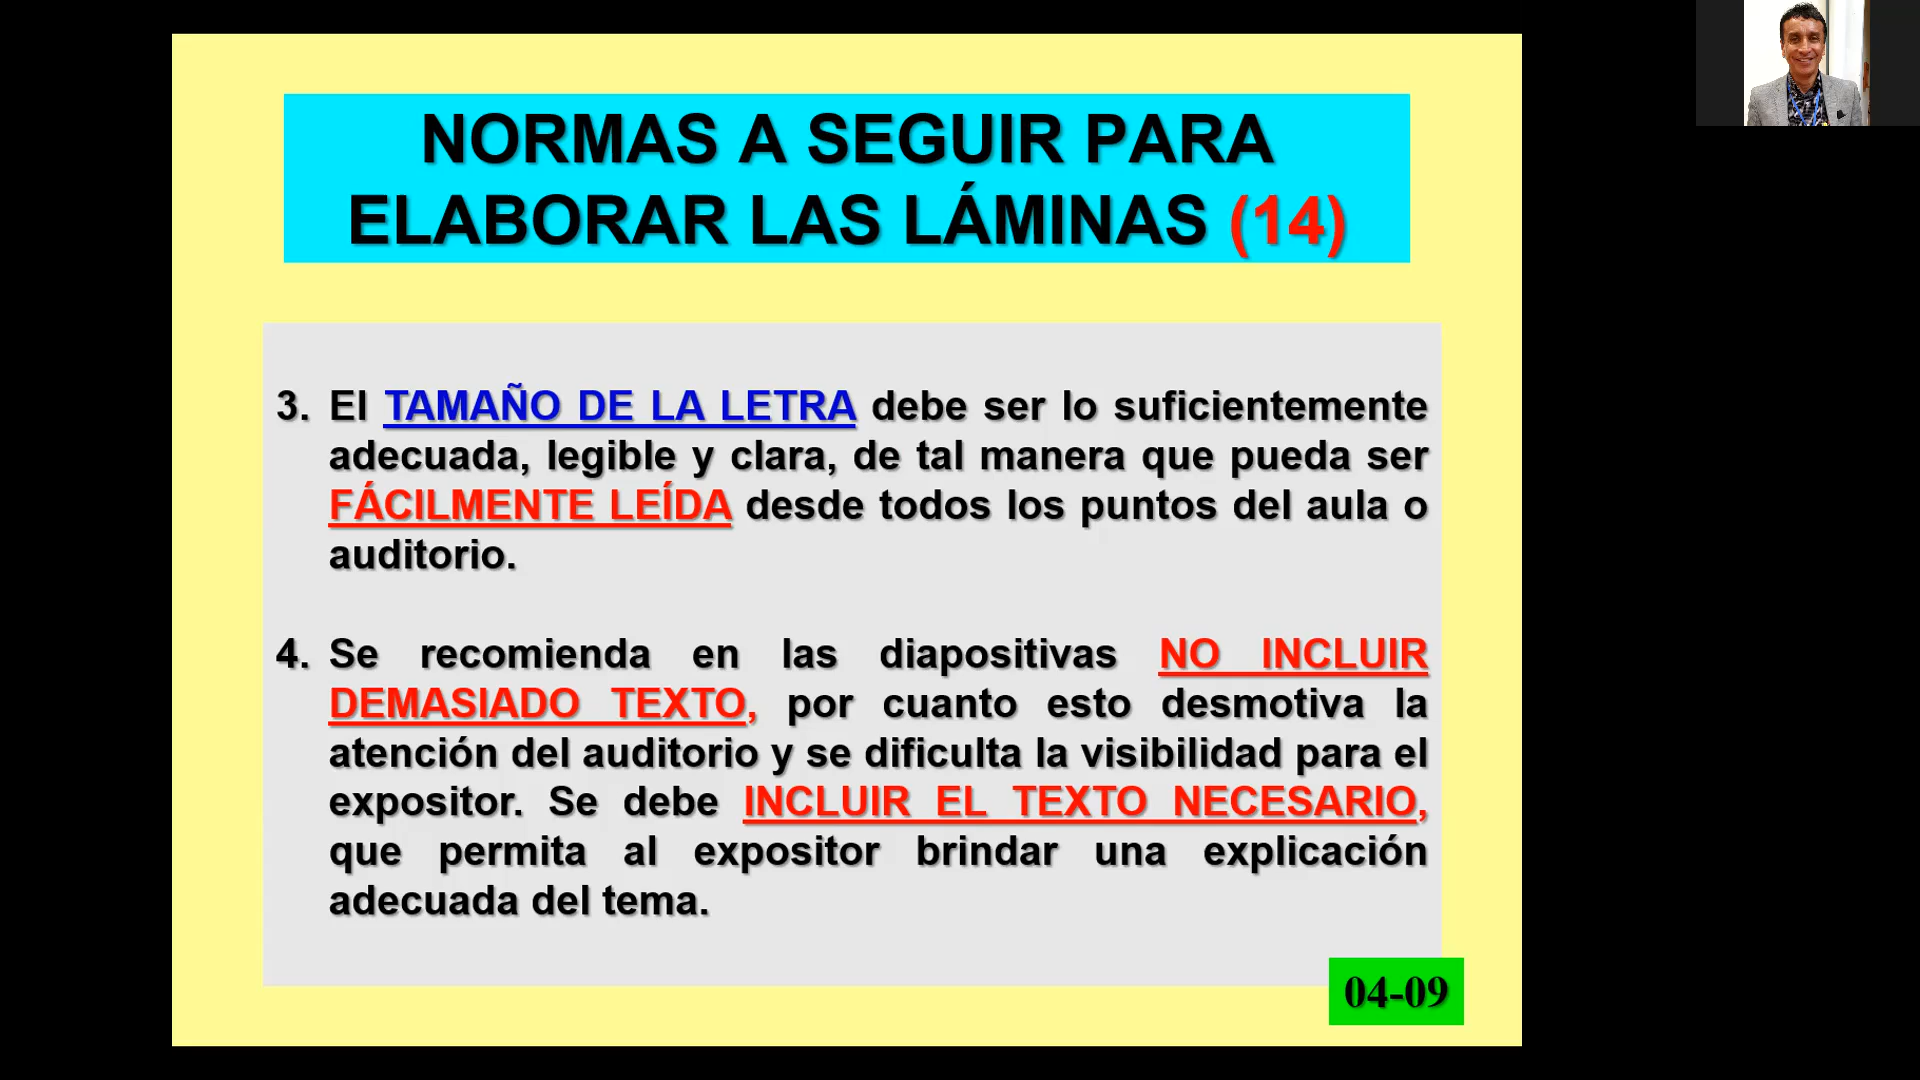 NORMAS A SEGUIR PARA
ELABORAR LAS LÁMINAS (14)
3. El TAMAÑO DE LA LETRA debe ser lo suficientemente
adecuada, legible y clara, de tal manera que pueda ser
FÁCILMENTE LEÍDA desde todos los puntos del aula o
auditorio.
4. Se recomienda en las diapositivas NO INCLUIR
DEMASIADO TEXTO, por cuanto esto desmotiva la
atención del auditorio y se dificulta la visibilidad para el
expositor. Se debe INCLUIR EL TEXTO NECESARIO,
que permita al expositor brindar una explicación
adecuada del tema.
04-09